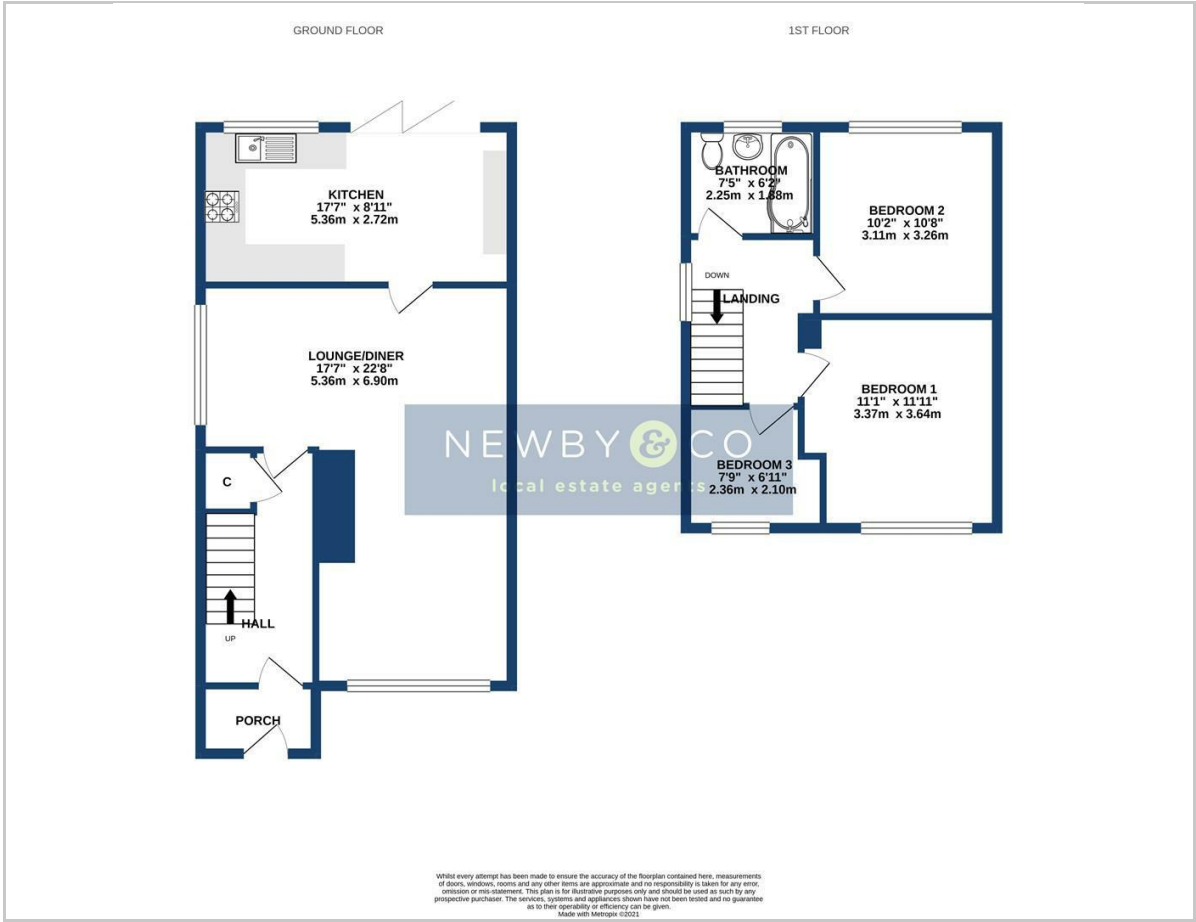 GROUND FLOOR
1ST FLOOR
KITCHEN
17'7" x 8'11"
5.36m x 2.72m
LOUNGE/DINER
17'7" x 22'8"
5.36m x 6.90m
C
HALL
UP
PORCH
BATHROOM
7'5" x 6'2"
2.25m x 1.88m
BEDROOM 2
10'2" x 10'8"
3.11m x 3.26m
DOWN
LANDING
BEDROOM 1
11'1" x 11'11"
3.37m x 3.64m
BEDROOM 3
7'9" x 6'11"
2.36m x 2.10m
NEWBY & CO
local estate agents
Whilst every attempt has been made to ensure the accuracy of the floorplan contained here, measurements
of doors, windows, rooms and any other items are approximate and no responsibility is taken for any error,
omission or mis-statement. This plan is for illustrative purposes only and should be used as such by any
prospective purchaser. The services, systems and appliances shown have not been tested and no guarantee
as to their operability or efficiency can be given.
Made with Metropix ©2021